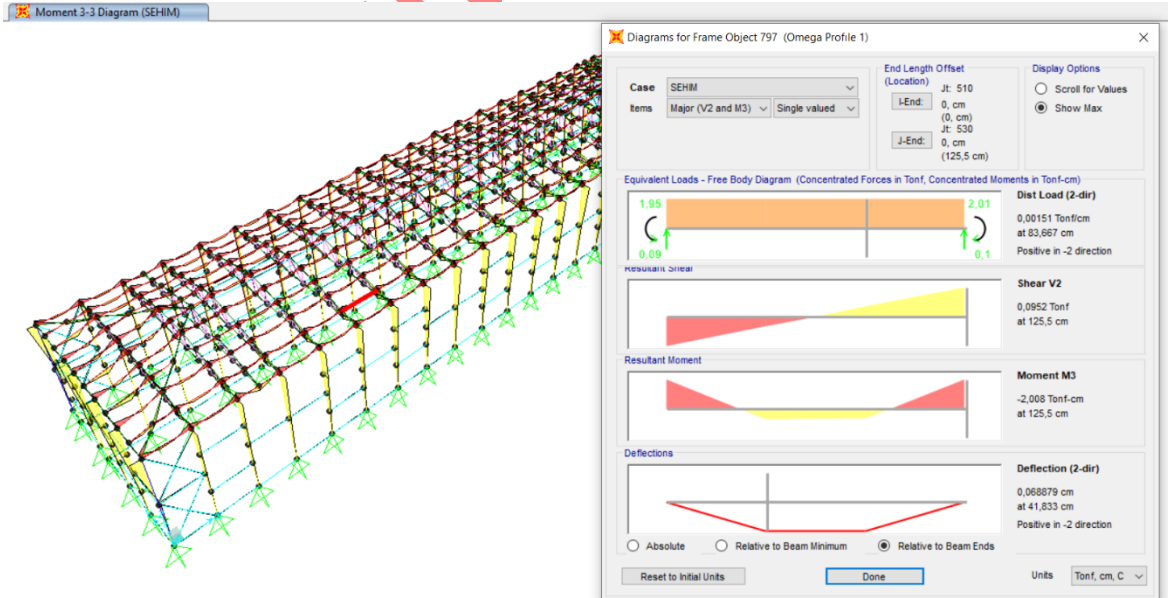 Moment 3-3 Diagram (SEHIM)
Diagrams for Frame Object 797 (Omega Profile 1)
Case SEHIM
Items Major (V2 and M3) Single valued
End Length Offset
(Location)
Jt: 510
I-End: 0, cm
(0, cm)
Jt: 530
J-End: 0, cm
(125,5 cm)
Display Options
Scroll for Values
Show Max
Equivalent Loads - Free Body Diagram (Concentrated Forces in Tonf, Concentrated Moments in Tonf-cm)
1,95
2,01
0,09
0,1
Dist Load (2-dir)
0,00151 Tonf/cm
at 83,667 cm
Positive in -2 direction
Resultant Shear
Shear V2
0,0952 Tonf
at 125,5 cm
Resultant Moment
Moment M3
-2,008 Tonf-cm
at 125,5 cm
Deflections
Deflection (2-dir)
0,068879 cm
at 41,833 cm
Positive in -2 direction
Absolute Relative to Beam Minimum Relative to Beam Ends
Reset to Initial Units Done Units Tonf, cm, C